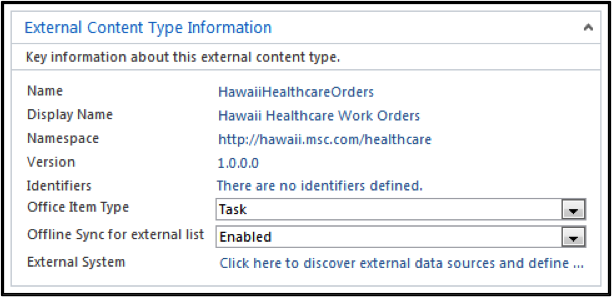 External Content Type Information
Key information about this external content type.
Name HawaiiHealthcareOrders
Display Name Hawaii Healthcare Work Orders
Namespace http://hawaii.msc.com/healthcare
Version 1.0.0.0
Identifiers There are no identifiers defined.
Office Item Type Task
Offline Sync for external list Enabled
External System Click here to discover external data sources and define ...